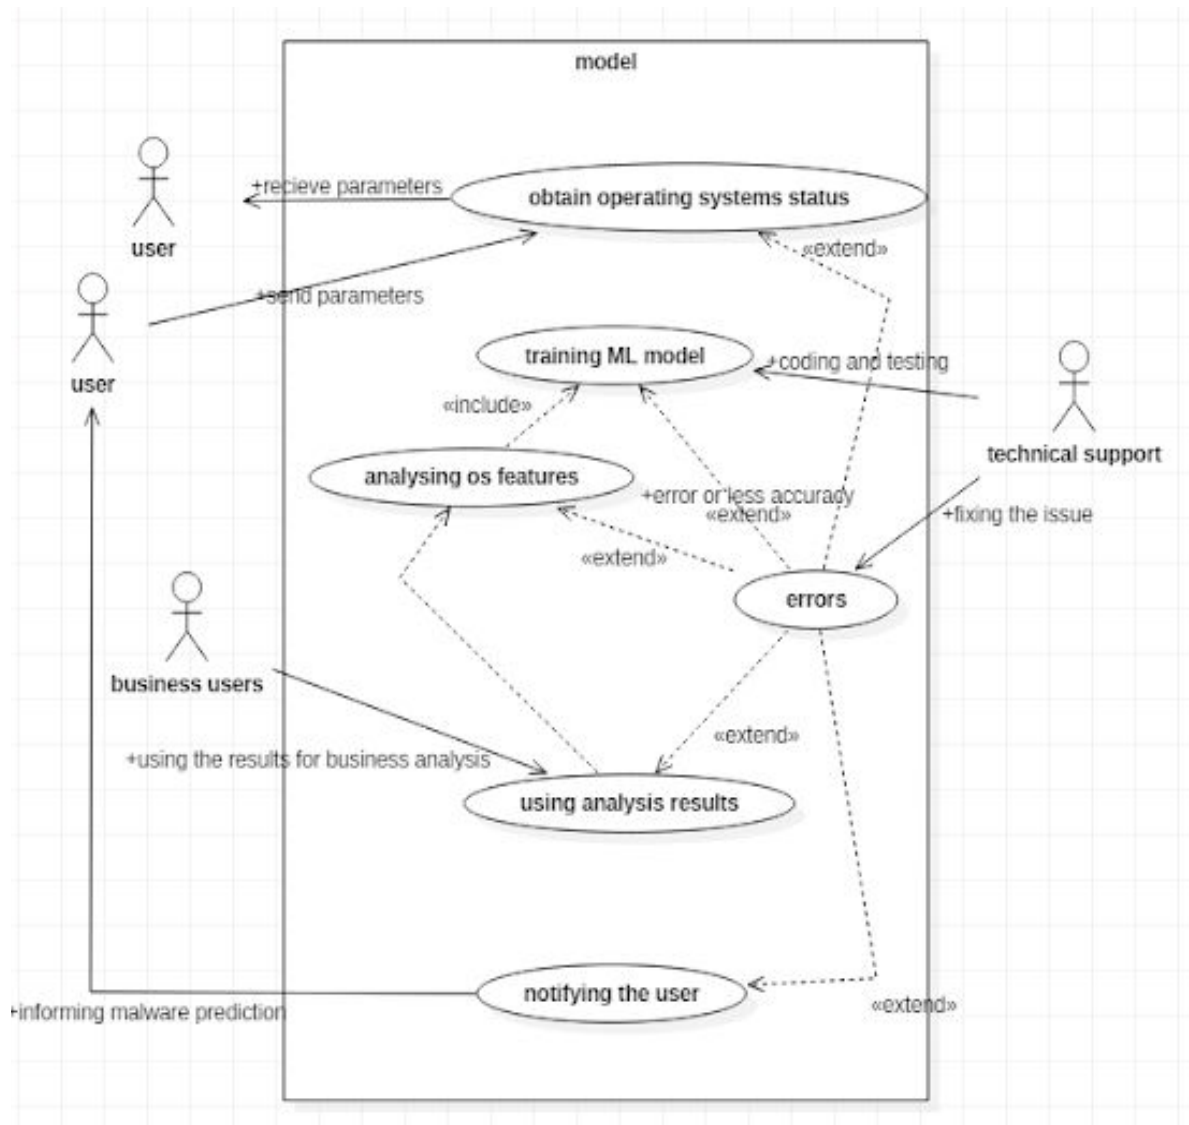 model
+recieve parameters
obtain operating systems status
user
«extend»
+send parameters
training ML model
+coding and testing
user
«include»
technical support
analysing os features
+error or less accuracy
«extend»
+fixing the issue
«extend»
errors
business users
«extend»
+using the results for business analysis
using analysis results
notifying the user
+informing malware prediction
«extend»